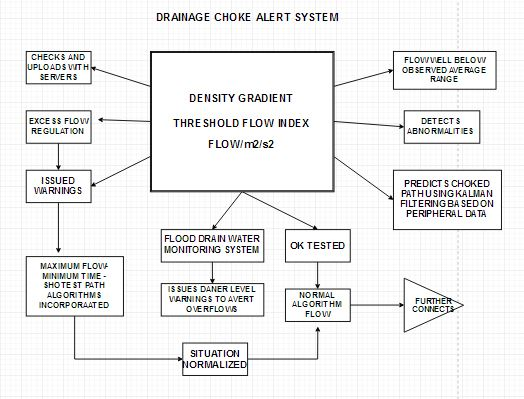 DRAINAGE CHOKE ALERT SYSTEM
CHECKS AND
UPLOADS WITH
SERVERS
DENSITY GRADIENT
THRESHOLD FLOW INDEX
FLOW/m2/s2
FLOW WELL BELOW
OBSERVED AVERAGE
RANGE
EXCESS FLOW
REGULATION
DETECTS
ABNORMALITIES
ISSUED
WARNINGS
PREDICTS CHOKED
PATH USING KALMAN
FILTERING BASED ON
PERIPHERAL DATA
FLOOD DRAIN WATER
MONITORING SYSTEM
OK TESTED
MAXIMUM FLOW-
MINIMUM TIME -
SHOTEST PATH
ALGORITHMS
INCORPORAATED
ISSUES DANER LEVEL
WARNINGS TO AVERT
OVERFLOWS
NORMAL
ALGORITHM
FLOW
FURTHER
CONNECTS
SITUATION
NORMALIZED